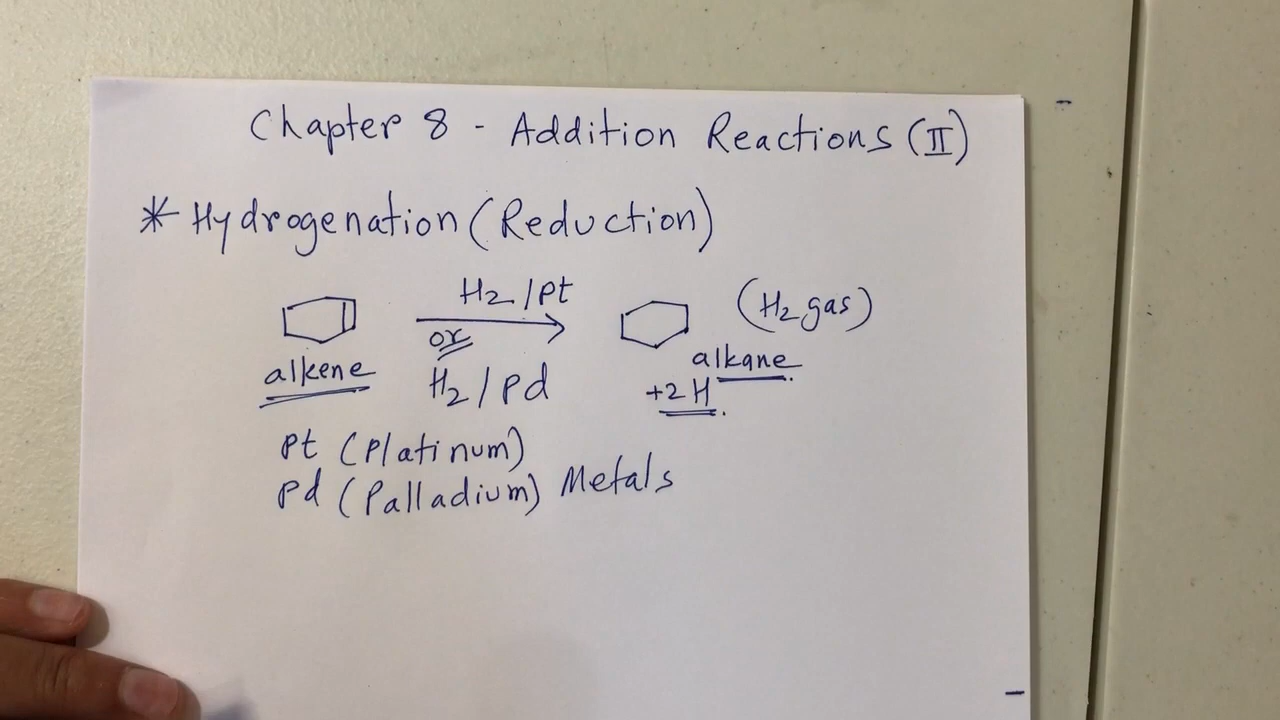 Chapter 8 - Addition Reactions (II)
* Hydrogenation (Reduction)
H2 /Pt
(H2 gas)
or
alkene
H2 / Pd
alkane
+2H
Pt (Platinum)
Pd (Palladium) Metals